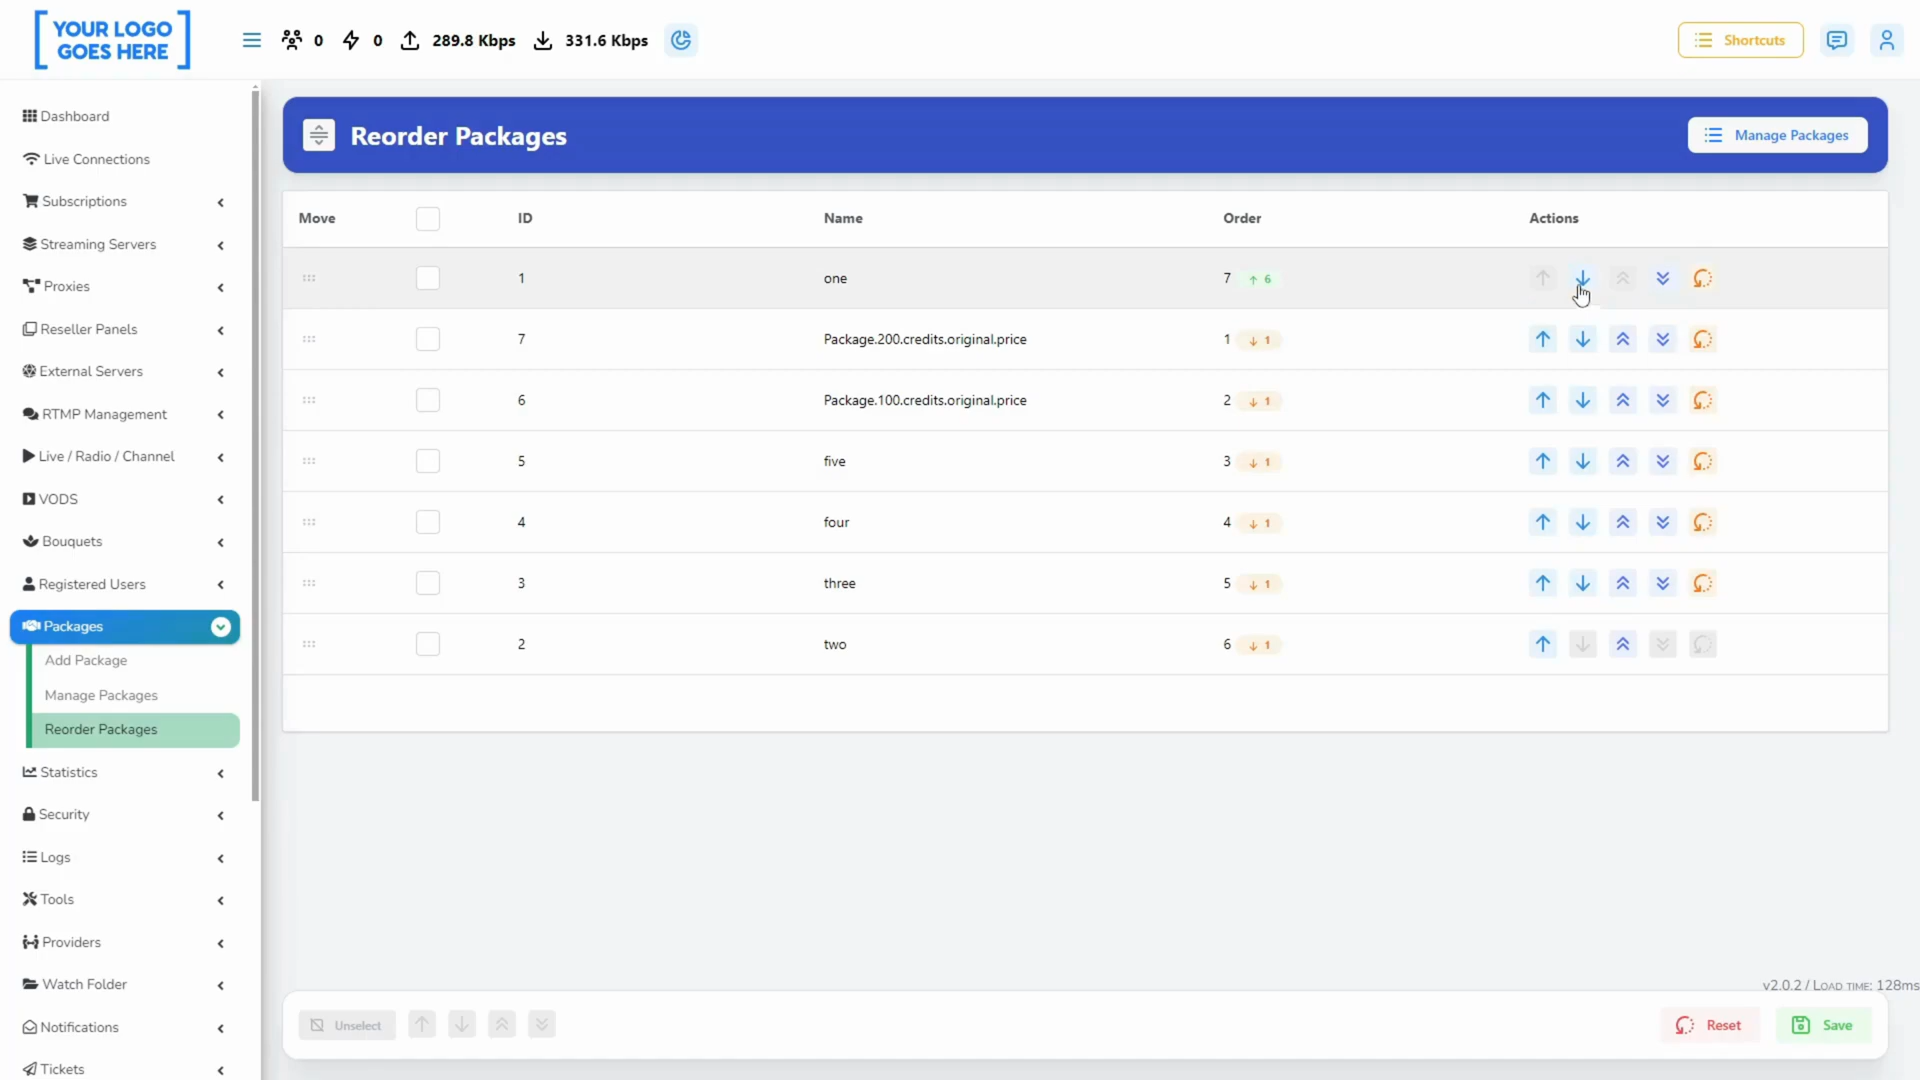 YOUR LOGO
GOES HERE
0
0
289.8 Kbps
331.6 Kbps
Shortcuts
Dashboard
Live Connections
Subscriptions
Streaming Servers
Proxies
Reseller Panels
External Servers
RTMP Management
Live / Radio / Channel
VODS
Bouquets
Registered Users
Packages
Add Package
Manage Packages
Reorder Packages
Statistics
Security
Logs
Tools
Providers
Watch Folder
Notifications
Tickets
Reorder Packages
Manage Packages
Move ID Name Order Actions
1 one 7 ↑ 6
7 Package.200.credits.original.price 1 ↓ 1
6 Package.100.credits.original.price 2 ↓ 1
5 five 3 ↓ 1
4 four 4 ↓ 1
3 three 5 ↓ 1
2 two 6 ↓ 1
v2.0.2 / LOAD TIME: 128ms
Unselect
Reset
Save